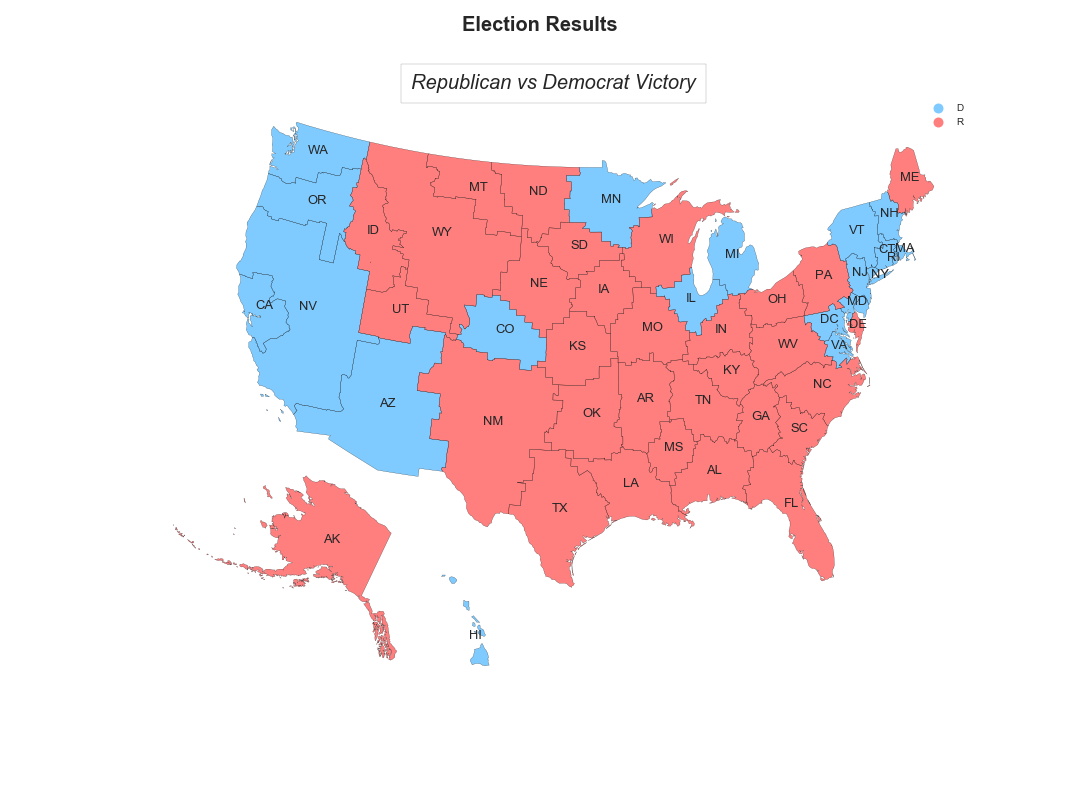 Election Results
Republican vs Democrat Victory
D
R
WA
ME
MT
ND
OR
MN
NH
ID
WY
VT
SD
WI
MI
CT
MA
RI
NE
IA
PA
NJ
NY
CA
NV
UT
CO
IL
OH
MD
DC
DE
MO
IN
KS
WV
VA
KY
NC
AZ
AR
TN
NM
OK
GA
SC
MS
AL
LA
TX
FL
AK
HI